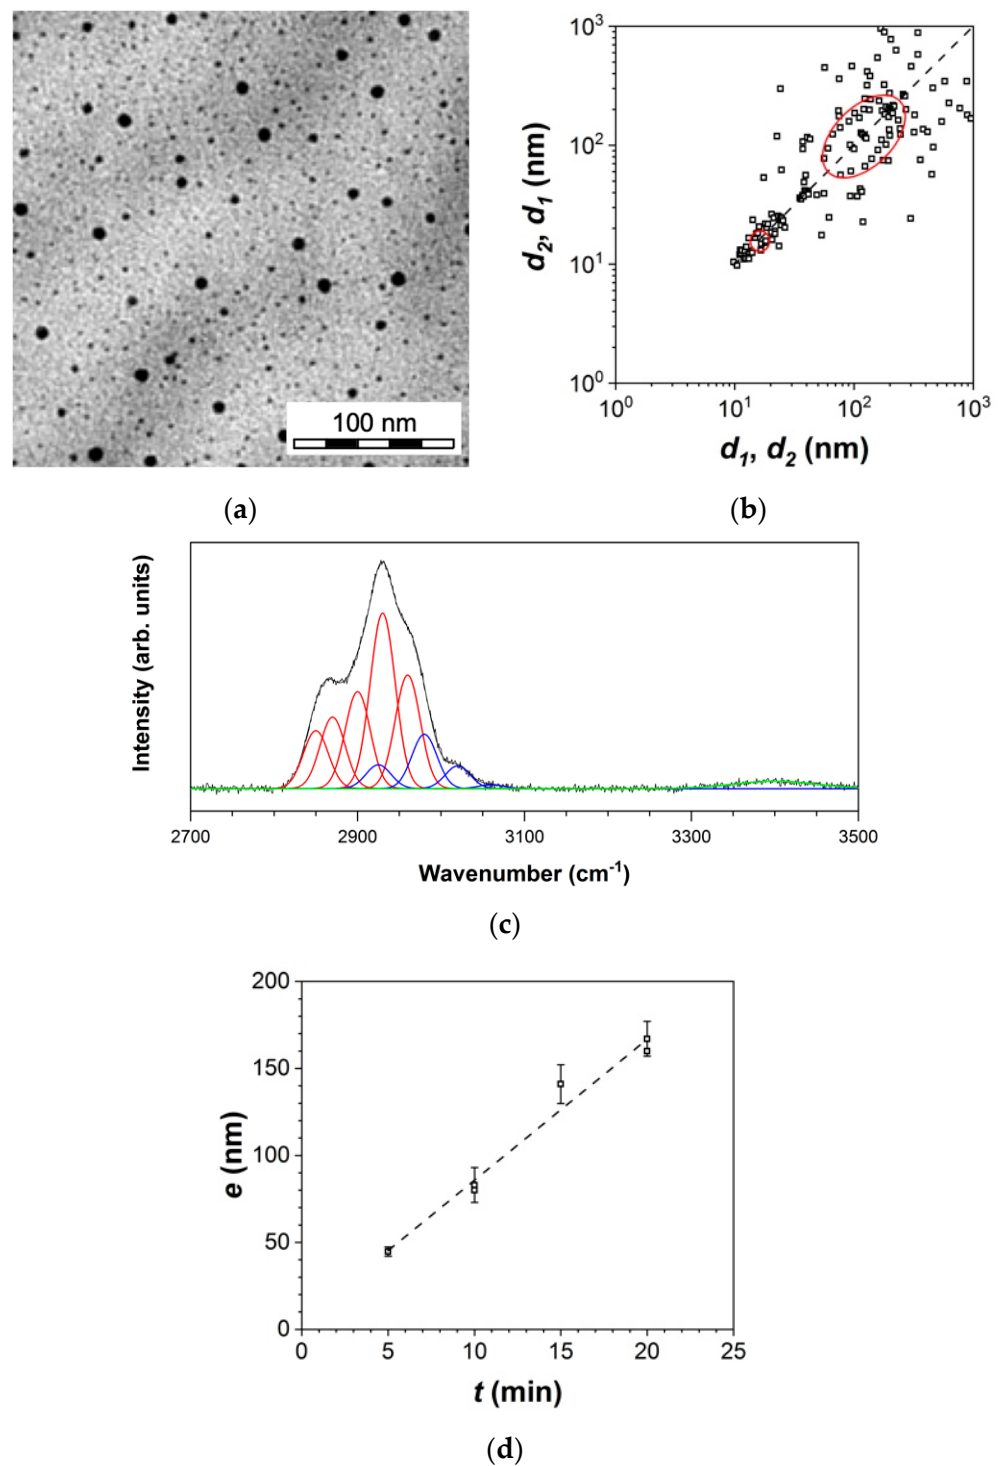 100 nm
(a)
10³
10²
10¹
10⁰
d₂, d₁ (nm)
10⁰ 10¹ 10² 10³
d₁, d₂ (nm)
(b)
Intensity (arb. units)
2700 2900 3100 3300 3500
Wavenumber (cm⁻¹)
(c)
200
150
100
50
0
e (nm)
0 5 10 15 20 25
t (min)
(d)